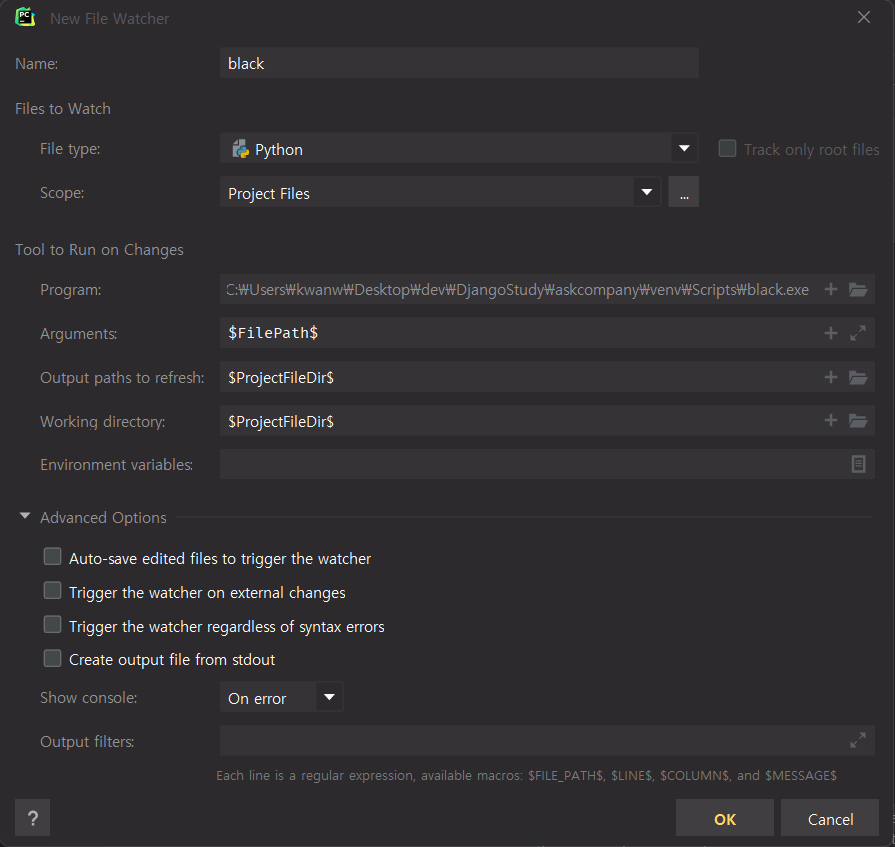 PC
New File Watcher
Name: black
Files to Watch
File type: Python Track only root files
Scope: Project Files ...
Tool to Run on Changes
Program: C:₩Users₩kwanw₩Desktop₩dev₩DjangoStudy₩askcompany₩venv₩Scripts₩black.exe
Arguments: $FilePath$
Output paths to refresh: $ProjectFileDir$
Working directory: $ProjectFileDir$
Environment variables:
Advanced Options
Auto-save edited files to trigger the watcher
Trigger the watcher on external changes
Trigger the watcher regardless of syntax errors
Create output file from stdout
Show console: On error
Output filters:
Each line is a regular expression, available macros: $FILE_PATH$, $LINE$, $COLUMN$, and $MESSAGE$
? OK Cancel